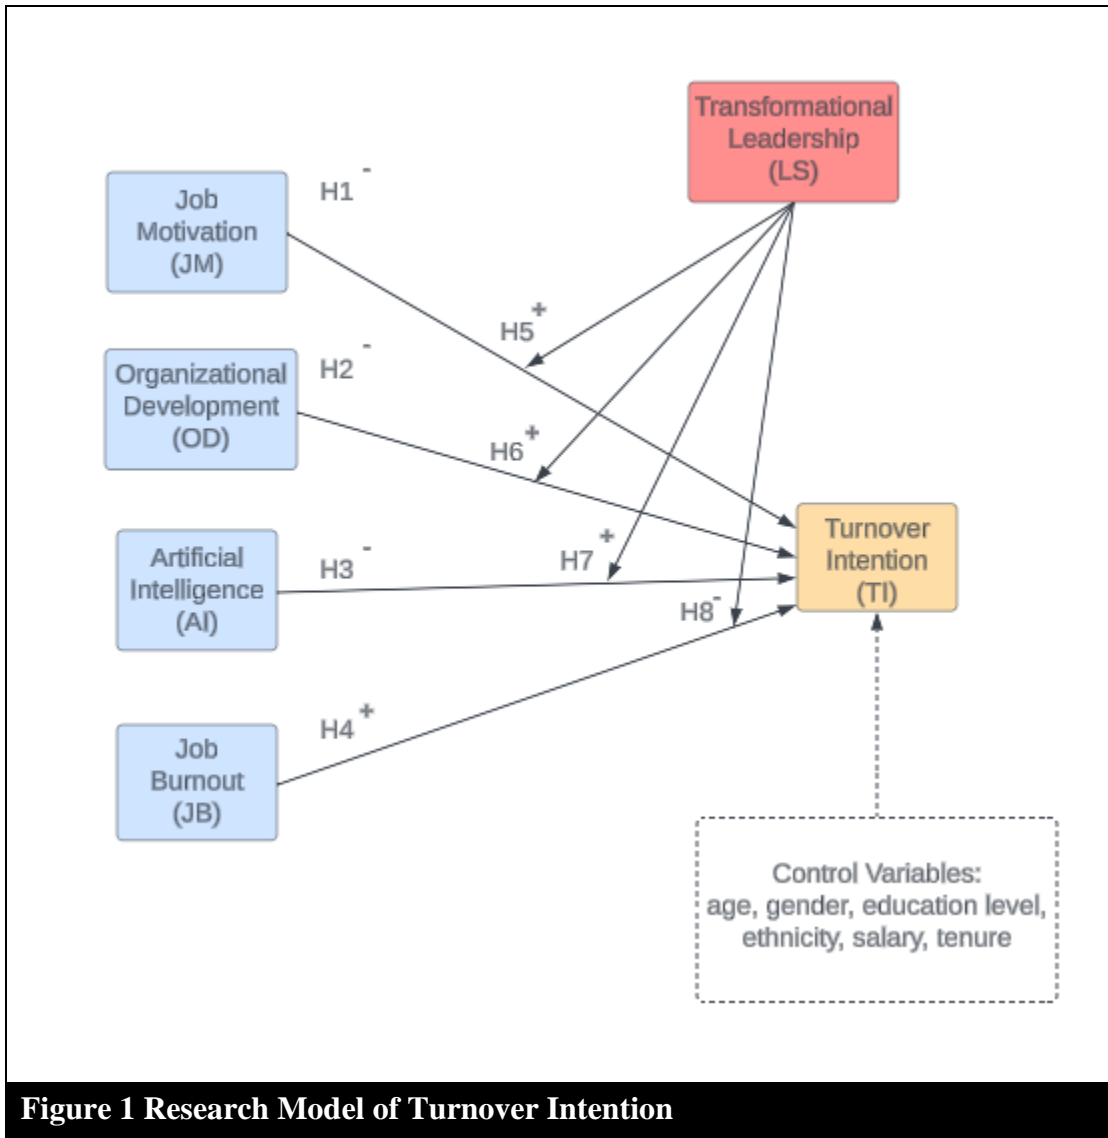 Transformational
Leadership
(LS)
Job
Motivation
(JM)
H1 -
H5 +
Organizational
Development
(OD)
H2 -
H6 +
Turnover
Intention
(TI)
Artificial
Intelligence
(AI)
H3 -
H7 +
H8 -
Job
Burnout
(JB)
H4 +
Control Variables:
age, gender, education level,
ethnicity, salary, tenure
Figure 1 Research Model of Turnover Intention